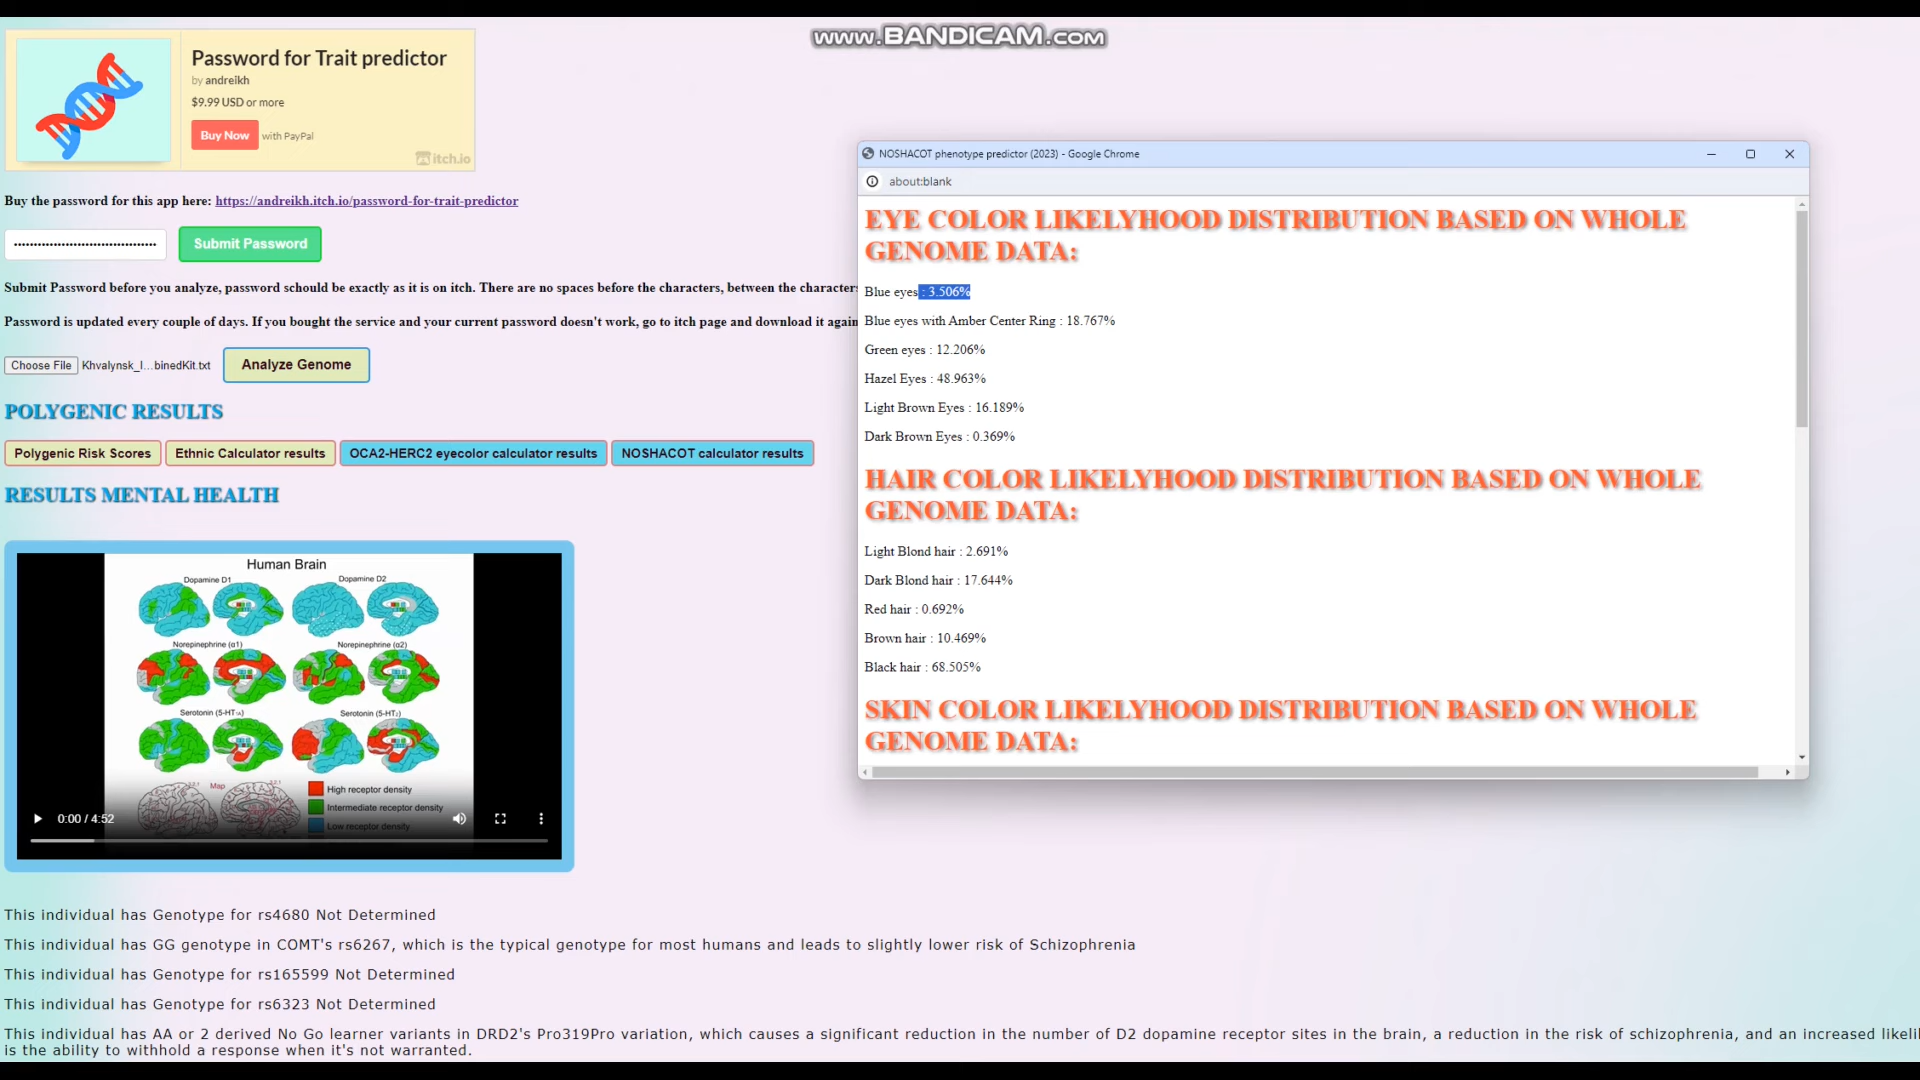 www.BANDICAM.com
Password for Trait predictor
by andreikh
$9.99 USD or more
Buy Now with PayPal
itch.io
Buy the password for this app here: https://andreikh.itch.io/password-for-trait-predictor
Submit Password
Submit Password before you analyze, password schould be exactly as it is on itch. There are no spaces before the characters, between the character
Password is updated every couple of days. If you bought the service and your current password doesn't work, go to itch page and download it again
Choose File Khvalynsk_I...binedKit.txt Analyze Genome
POLYGENIC RESULTS
Polygenic Risk Scores Ethnic Calculator results OCA2-HERC2 eyecolor calculator results NOSHACOT calculator results
RESULTS MENTAL HEALTH
Human Brain
Dopamine D1 Dopamine D2
Norepinephrine (α1) Norepinephrine (α2)
Serotonin (5-HT1A) Serotonin (5-HT2)
Map
High receptor density
Intermediate receptor density
Low receptor density
0:00 / 4:52
NOSHACOT phenotype predictor (2023) - Google Chrome
about:blank
EYE COLOR LIKELYHOOD DISTRIBUTION BASED ON WHOLE
GENOME DATA:
Blue eyes : 3.506%
Blue eyes with Amber Center Ring : 18.767%
Green eyes : 12.206%
Hazel Eyes : 48.963%
Light Brown Eyes : 16.189%
Dark Brown Eyes : 0.369%
HAIR COLOR LIKELYHOOD DISTRIBUTION BASED ON WHOLE
GENOME DATA:
Light Blond hair : 2.691%
Dark Blond hair : 17.644%
Red hair : 0.692%
Brown hair : 10.469%
Black hair : 68.505%
SKIN COLOR LIKELYHOOD DISTRIBUTION BASED ON WHOLE
GENOME DATA:
This individual has Genotype for rs4680 Not Determined
This individual has GG genotype in COMT's rs6267, which is the typical genotype for most humans and leads to slightly lower risk of Schizophrenia
This individual has Genotype for rs165599 Not Determined
This individual has Genotype for rs6323 Not Determined
This individual has AA or 2 derived No Go learner variants in DRD2's Pro319Pro variation, which causes a significant reduction in the number of D2 dopamine receptor sites in the brain, a reduction in the risk of schizophrenia, and an increased likeli
is the ability to withhold a response when it's not warranted.